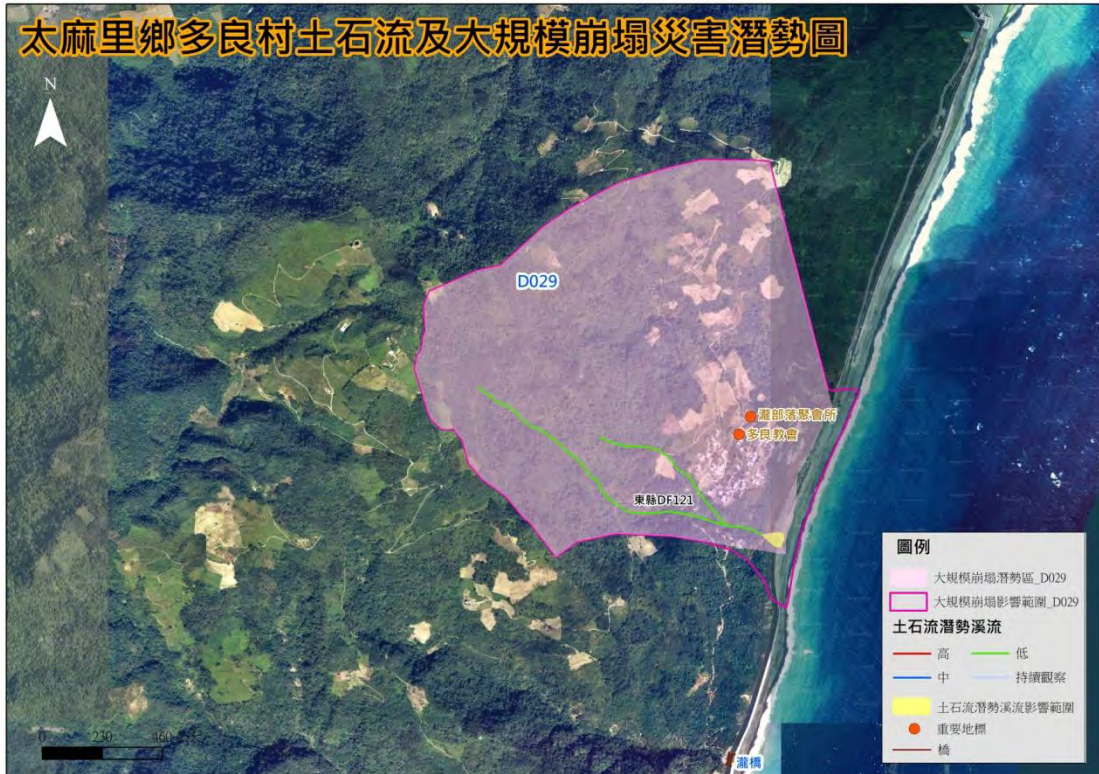 太麻里鄉多良村土石流及大規模崩塌災害潛勢圖
N
D029
瀧部落聚會所
多良教會
東縣DF121
圖例
大規模崩塌潛勢區_D029
大規模崩塌影響範圍_D029
土石流潛勢溪流
高
低
中
持續觀察
土石流潛勢溪流影響範圍
重要地標
橋
0 230 460
瀧橋